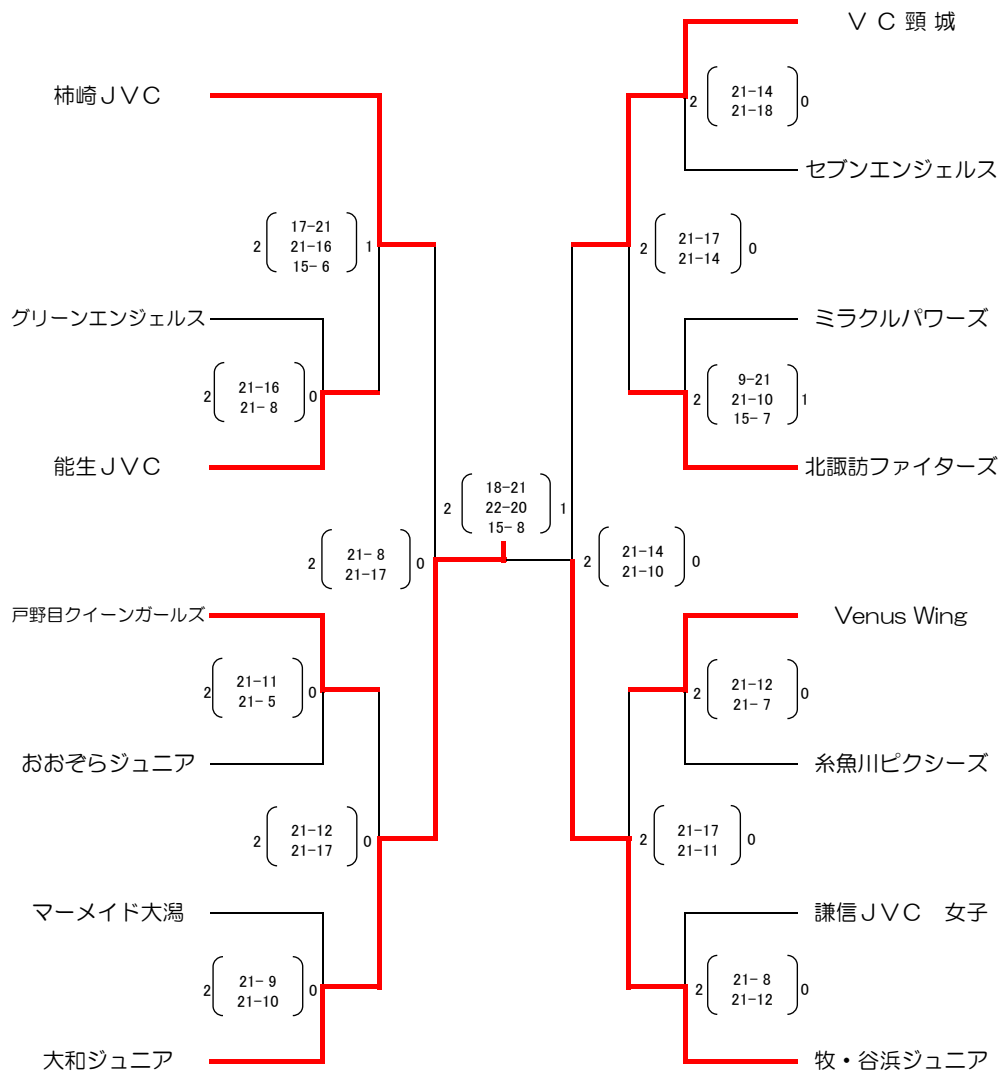 ＶＣ頸城
柿崎ＪＶＣ
2 21-14 0
21-18
セブンエンジェルス
17-21
2 21-16 1
15- 6
2 21-17 0
21-14
グリーンエンジェルス
ミラクルパワーズ
2 21-16 0
21- 8
9-21
2 21-10 1
15- 7
能生ＪＶＣ
北諏訪ファイターズ
18-21
2 22-20 1
15- 8
2 21- 8 0
21-17
2 21-14 0
21-10
戸野目クイーンガールズ
Venus Wing
2 21-11 0
21- 5
2 21-12 0
21- 7
おおぞらジュニア
糸魚川ピクシーズ
2 21-12 0
21-17
2 21-17 0
21-11
マーメイド大潟
謙信ＪＶＣ　女子
2 21- 9 0
21-10
2 21- 8 0
21-12
大和ジュニア
牧・谷浜ジュニア